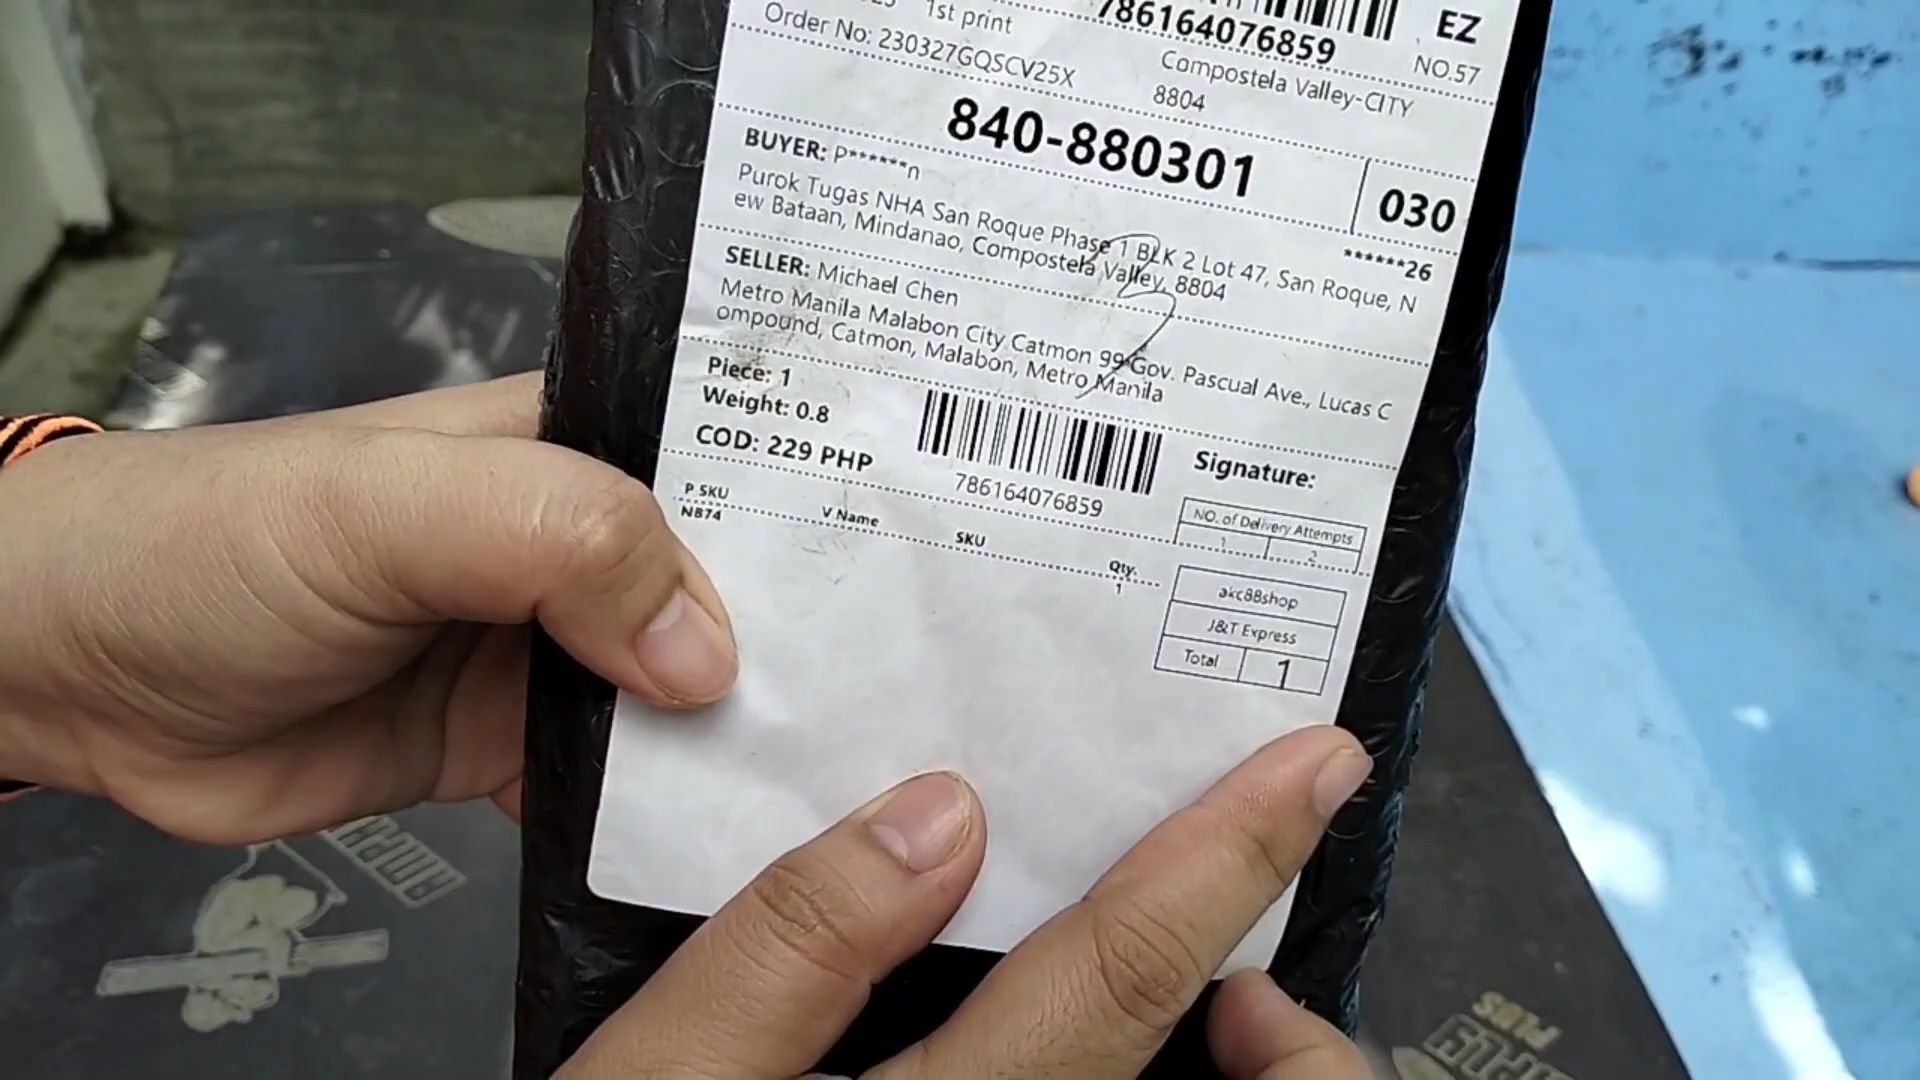 1st print
786164076859
EZ
Order No: 230327GQSCV25X
NO.57
Compostela Valley-CITY
8804
840-880301
030
BUYER: P******n
******26
Purok Tugas NHA San Roque Phase 1 BLK 2 Lot 47, San Roque, N
ew Bataan, Mindanao, Compostela Valley, 8804
SELLER: Michael Chen
Metro Manila Malabon City Catmon 99 Gov. Pascual Ave., Lucas C
ompound, Catmon, Malabon, Metro Manila
Piece: 1
Weight: 0.8
COD: 229 PHP
786164076859
Signature:
NO. of Delivery Attempts
1 2
P SKU V Name SKU Qty.
NB74 1
akc88shop
J&T Express
Total 1
PLUS